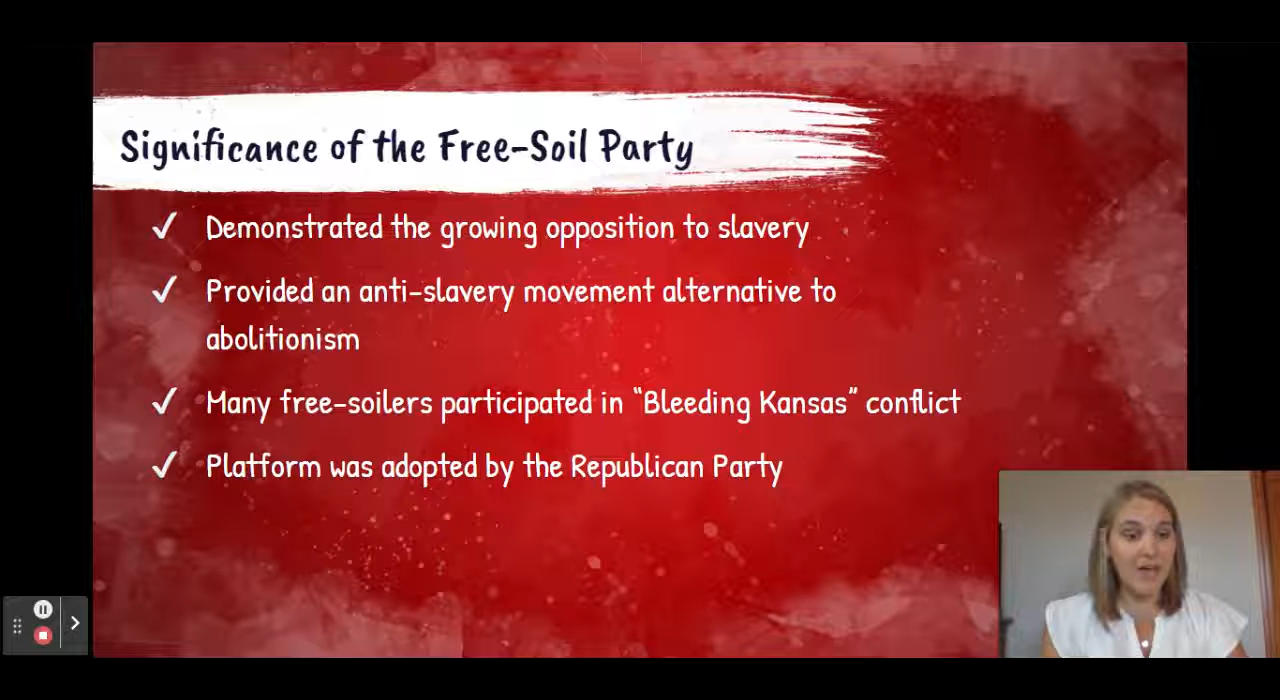 Significance of the Free-Soil Party
✓ Demonstrated the growing opposition to slavery
✓ Provided an anti-slavery movement alternative to
abolitionism
✓ Many free-soilers participated in “Bleeding Kansas” conflict
✓ Platform was adopted by the Republican Party